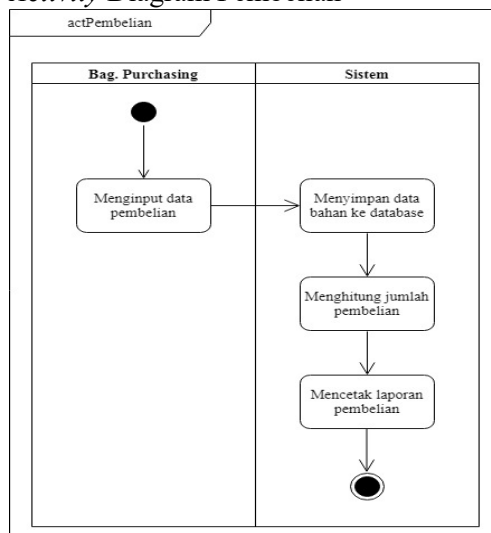 Activity Diagram Pembelian
actPembelian
Bag. Purchasing
Sistem
Menginput data
pembelian
Menyimpan data
bahan ke database
Menghitung jumlah
pembelian
Mencetak laporan
pembelian